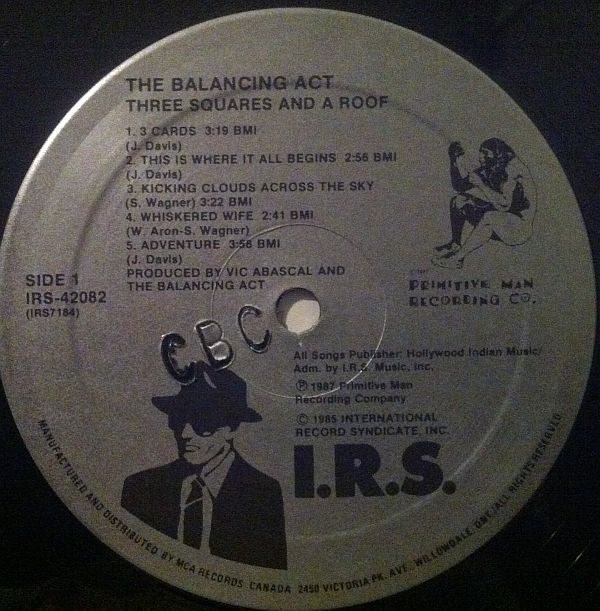 THE BALANCING ACT
THREE SQUARES AND A ROOF
1. 3 CARDS 3:19 BMI
(J. Davis)
2. THIS IS WHERE IT ALL BEGINS 2:56 BMI
(J. Davis)
3. KICKING CLOUDS ACROSS THE SKY
(S. Wagner) 3:22 BMI
4. WHISKERED WIFE 2:41 BMI
(W. Aron-S. Wagner)
5. ADVENTURE 3:58 BMI
(J. Davis)
PRODUCED BY VIC ABASCAL AND
THE BALANCING ACT
SIDE 1
IRS-42082
(IRS7184)
PRIMITIVE MAN
RECORDING CO.
CBC
All Songs Publisher: Hollywood Indian Music/
Adm. by I.R.S. Music, Inc.
Ⓟ 1987 Primitive Man
Recording Company
© 1985 INTERNATIONAL
RECORD SYNDICATE, INC.
I.R.S.
MANUFACTURED AND DISTRIBUTED BY MCA RECORDS CANADA 2450 VICTORIA PK. AVE., WILLOWDALE, ONT. ALL RIGHTS RESERVED